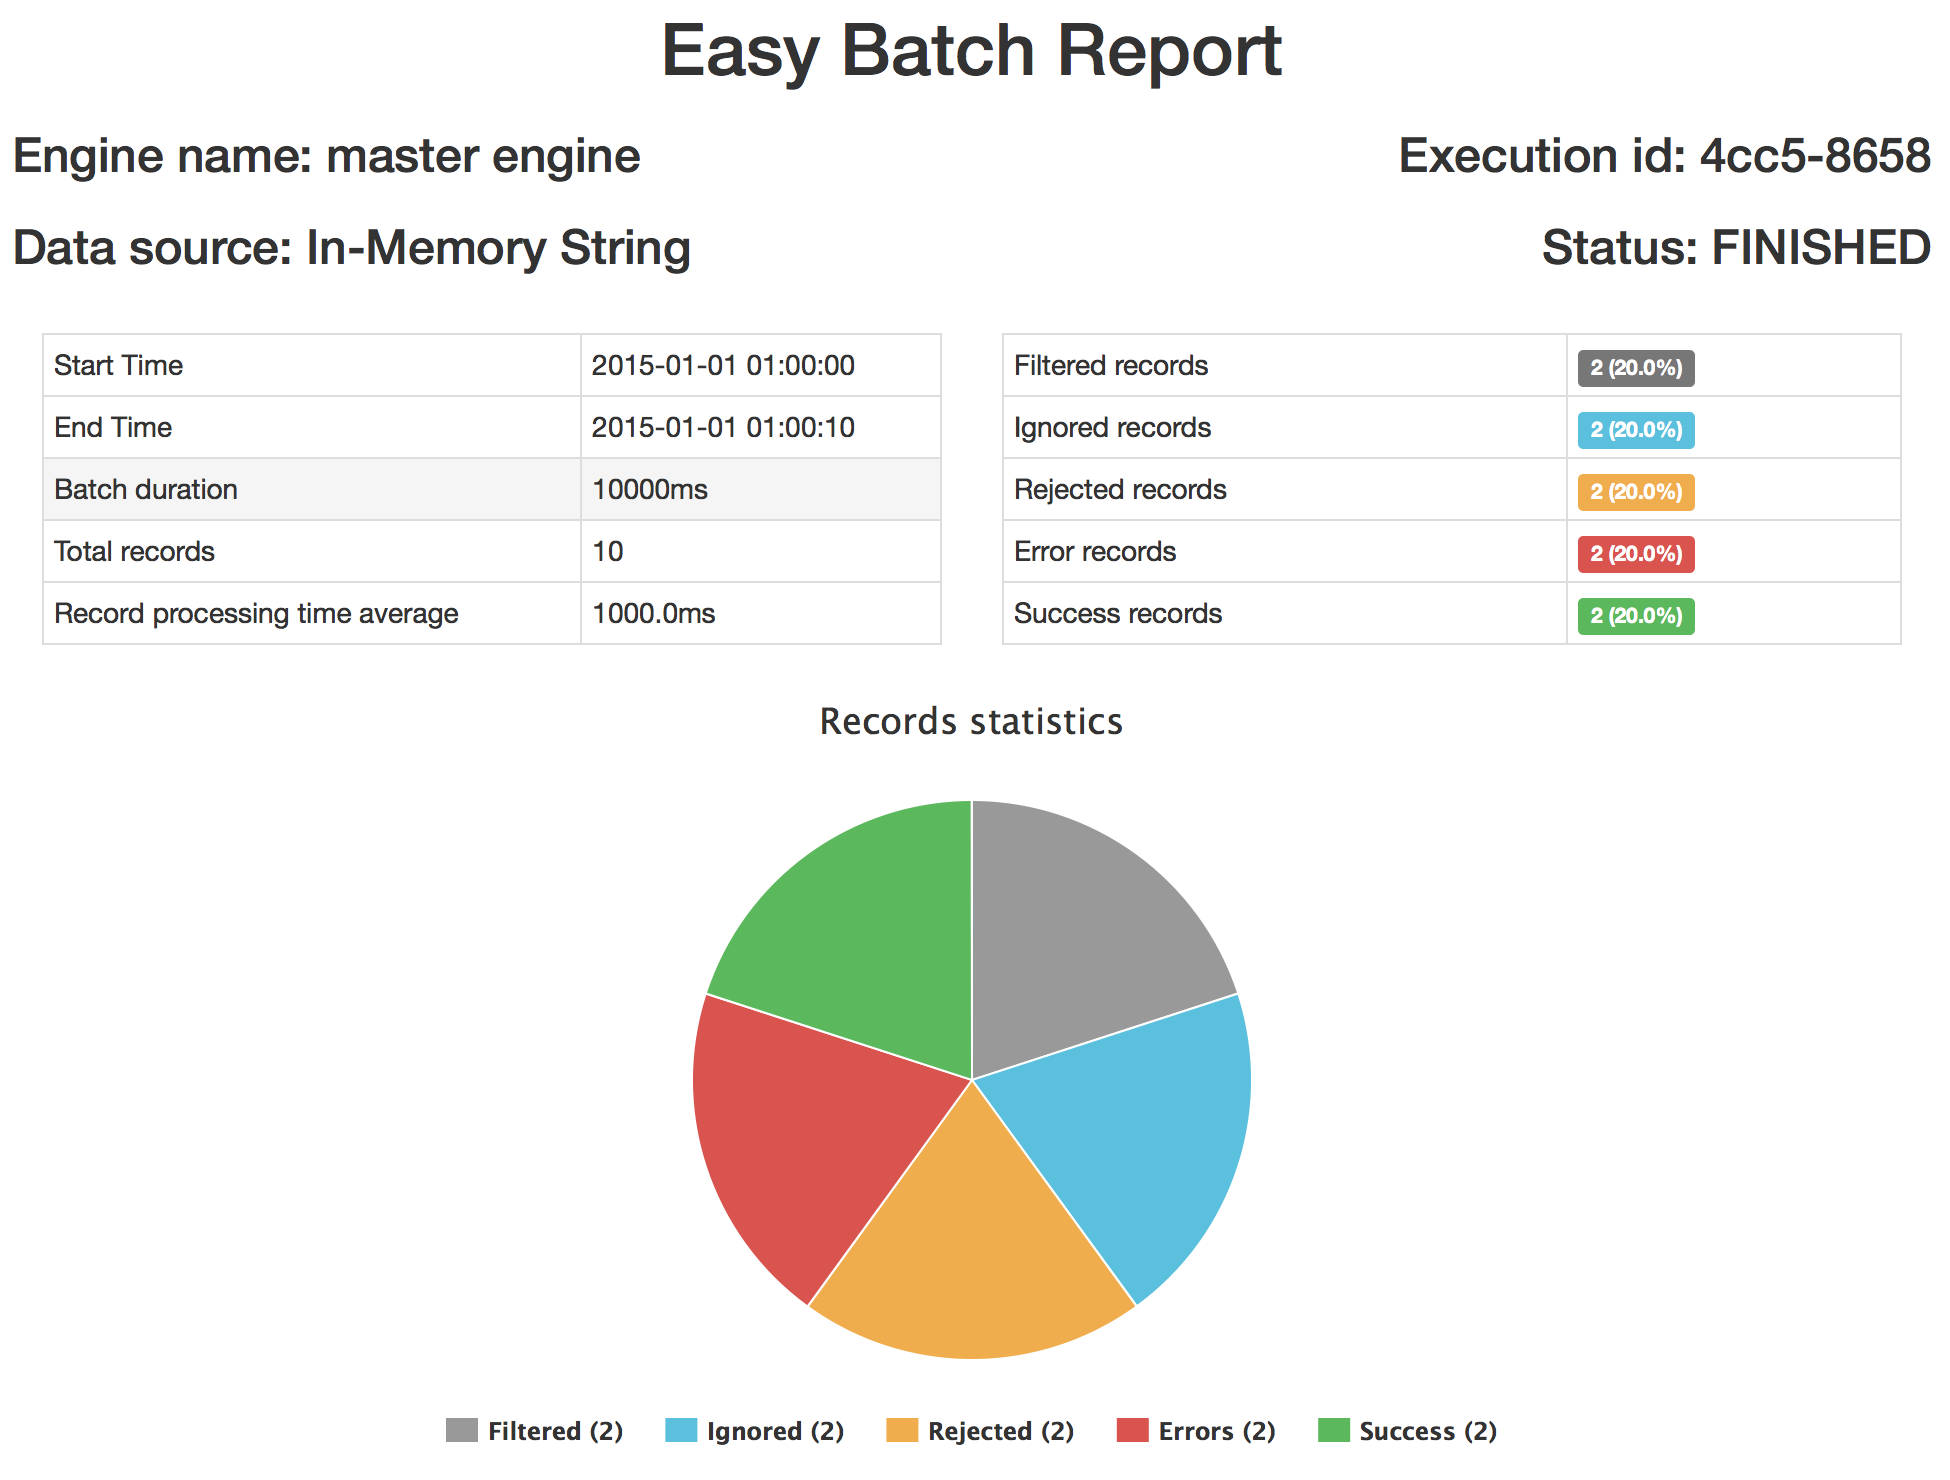 Easy Batch Report
Engine name: master engine
Execution id: 4cc5-8658
Data source: In-Memory String
Status: FINISHED
Start Time 2015-01-01 01:00:00
End Time 2015-01-01 01:00:10
Batch duration 10000ms
Total records 10
Record processing time average 1000.0ms
Filtered records 2 (20.0%)
Ignored records 2 (20.0%)
Rejected records 2 (20.0%)
Error records 2 (20.0%)
Success records 2 (20.0%)
Records statistics
Filtered (2) Ignored (2) Rejected (2) Errors (2) Success (2)